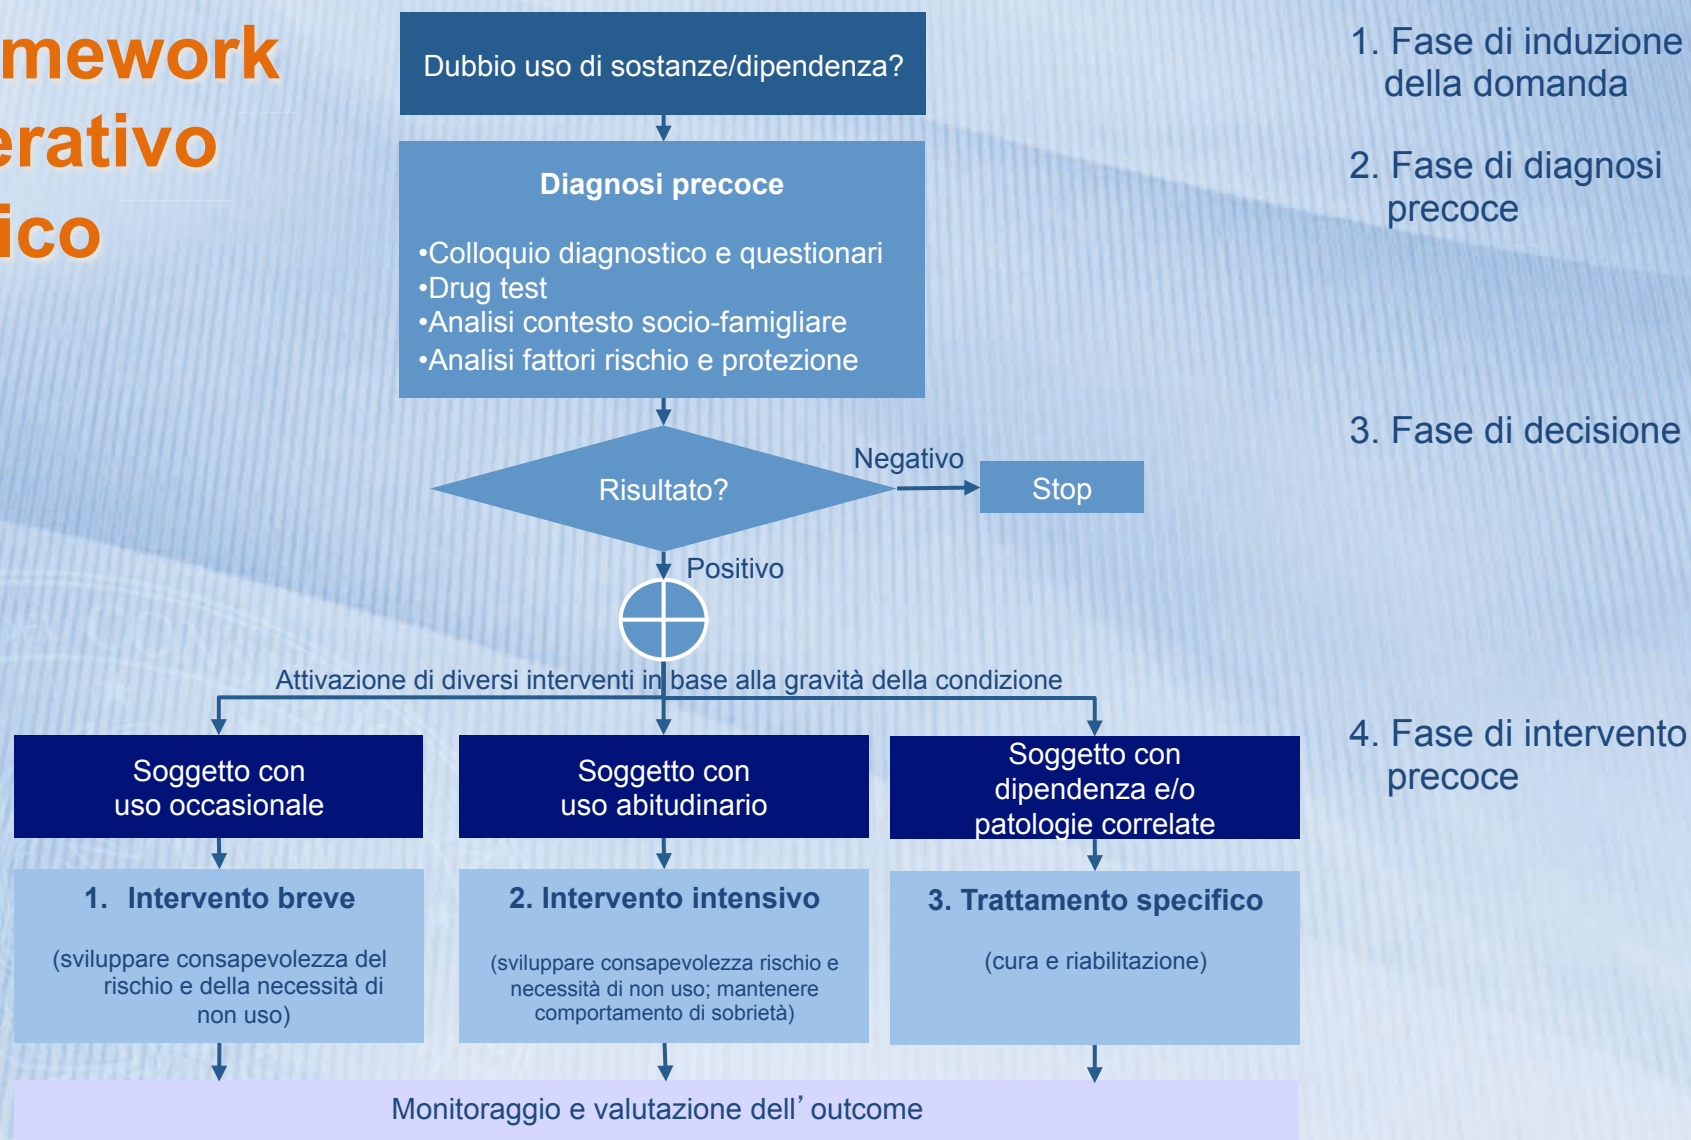 mework
erativo
ico
Dubbio uso di sostanze/dipendenza?
Diagnosi precoce
•Colloquio diagnostico e questionari
•Drug test
•Analisi contesto socio-famigliare
•Analisi fattori rischio e protezione
Risultato?
Negativo
Stop
Positivo
Attivazione di diversi interventi in base alla gravità della condizione
Soggetto con
uso occasionale
Soggetto con
uso abitudinario
Soggetto con
dipendenza e/o
patologie correlate
1. Intervento breve
(sviluppare consapevolezza del
rischio e della necessità di
non uso)
2. Intervento intensivo
(sviluppare consapevolezza rischio e
necessità di non uso; mantenere
comportamento di sobrietà)
3. Trattamento specifico
(cura e riabilitazione)
Monitoraggio e valutazione dell’ outcome
1. Fase di induzione
della domanda
2. Fase di diagnosi
precoce
3. Fase di decisione
4. Fase di intervento
precoce